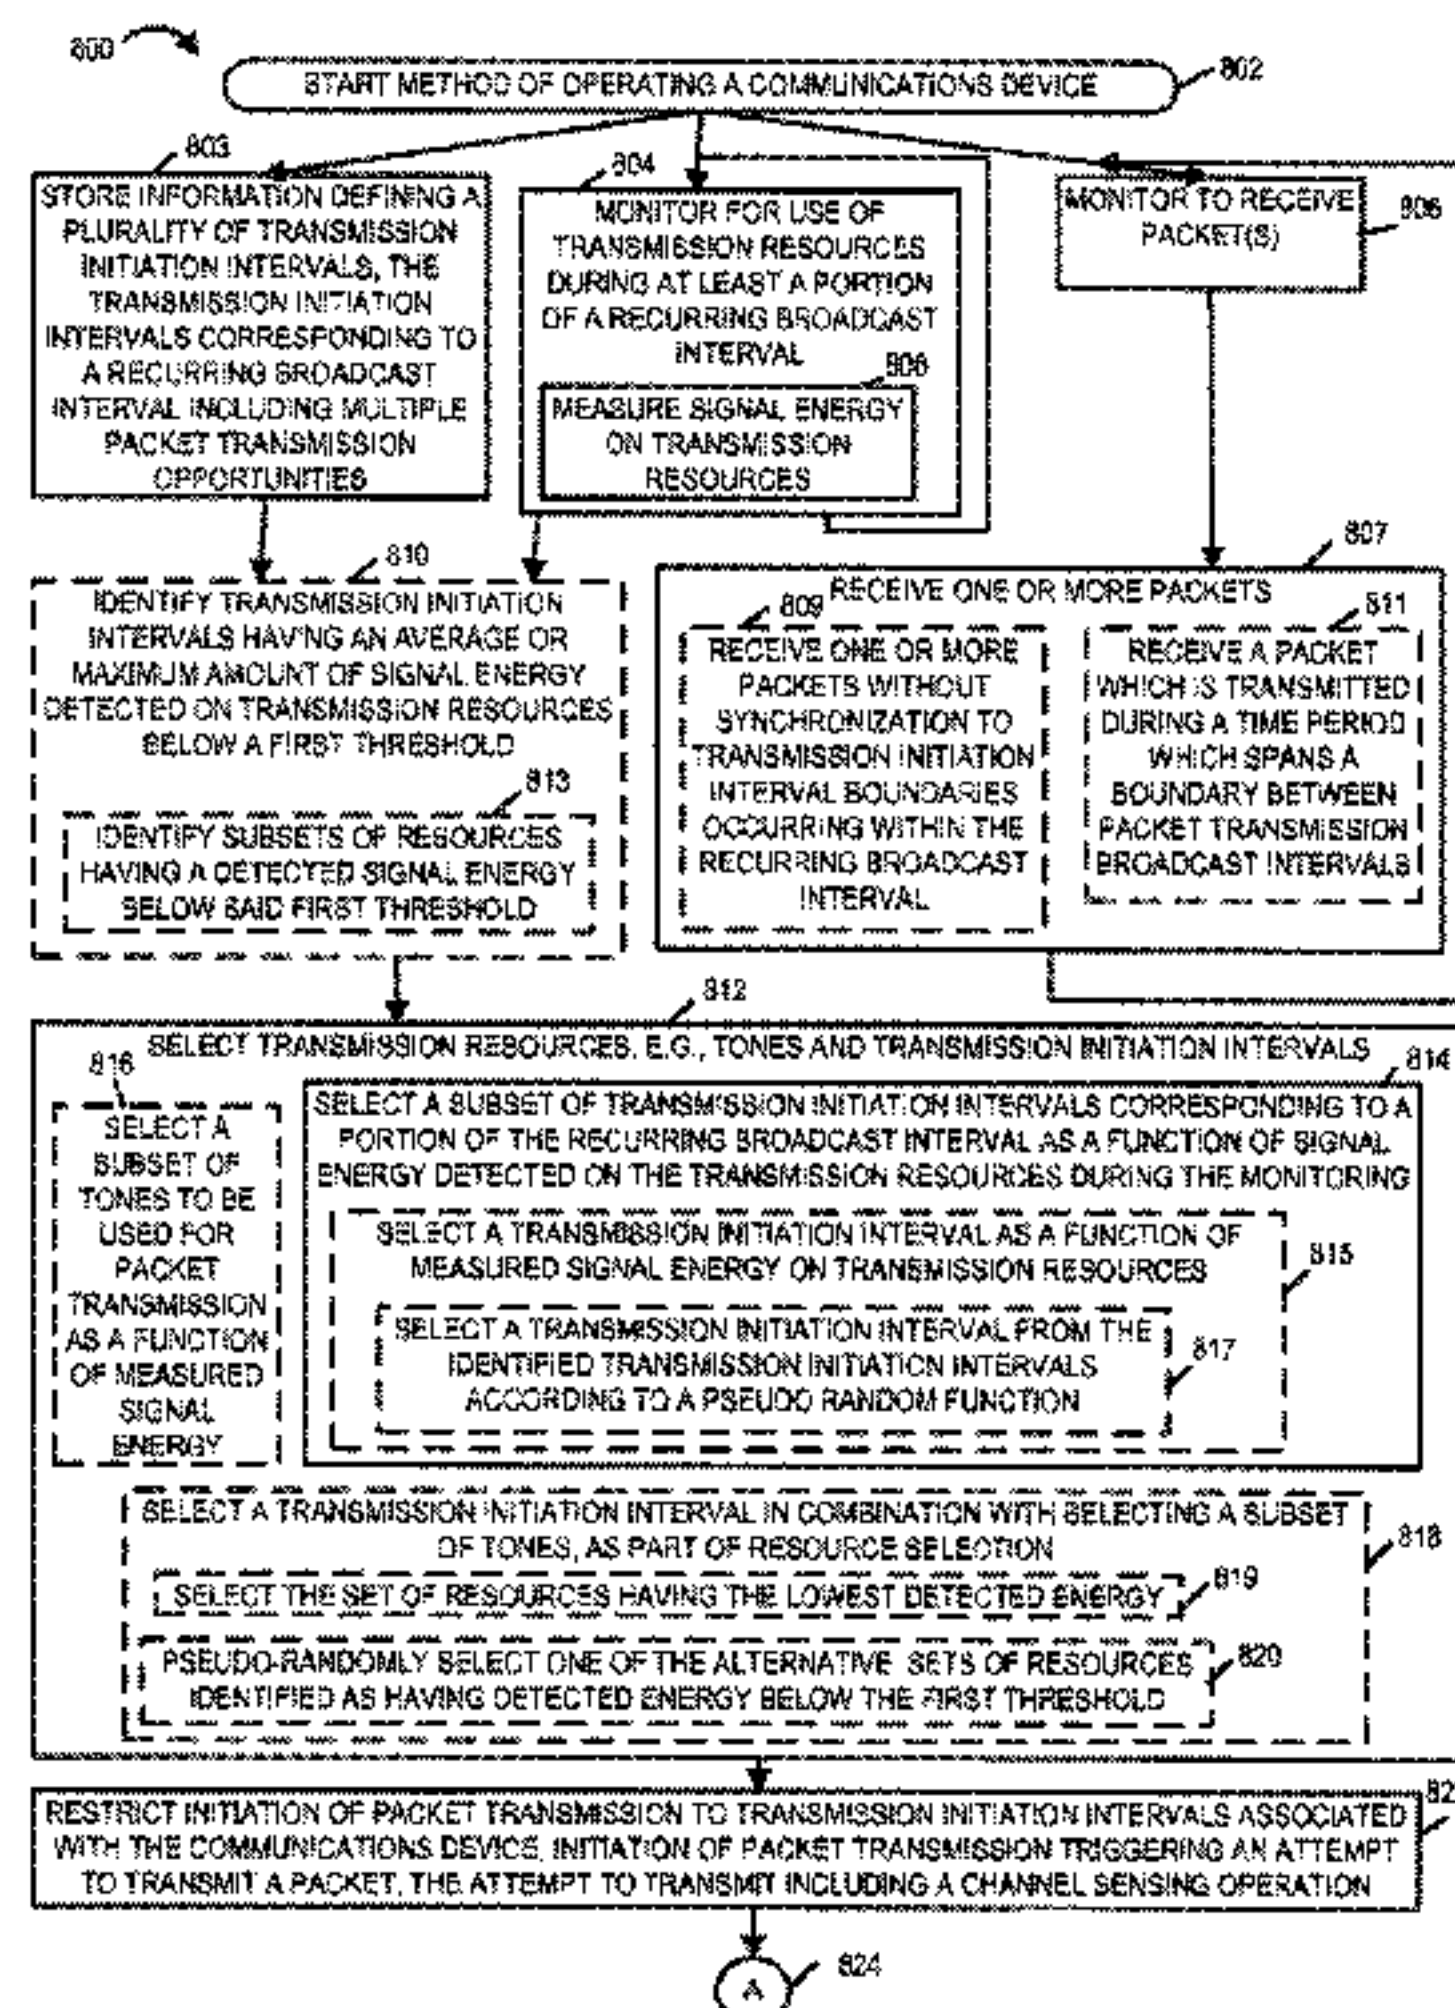 800
START METHOD OF OPERATING A COMMUNICATIONS DEVICE
802
803
STORE INFORMATION DEFINING A
PLURALITY OF TRANSMISSION
INITIATION INTERVALS, THE
TRANSMISSION INITIATION
INTERVALS CORRESPONDING TO
A RECURRING BROADCAST
INTERVAL INCLUDING MULTIPLE
PACKET TRANSMISSION
OPPORTUNITIES
804
MONITOR FOR USE OF
TRANSMISSION RESOURCES
DURING AT LEAST A PORTION
OF A RECURRING BROADCAST
INTERVAL
MEASURE SIGNAL ENERGY
ON TRANSMISSION
RESOURCES
MONITOR TO RECEIVE
PACKET(S)
810
IDENTIFY TRANSMISSION INITIATION
INTERVALS HAVING AN AVERAGE OR
MAXIMUM AMOUNT OF SIGNAL ENERGY
DETECTED ON TRANSMISSION RESOURCES
BELOW A FIRST THRESHOLD
813
IDENTIFY SUBSETS OF RESOURCES
HAVING A DETECTED SIGNAL ENERGY
BELOW SAID FIRST THRESHOLD
807
RECEIVE ONE OR MORE PACKETS
809
RECEIVE ONE OR MORE
PACKETS WITHOUT
SYNCHRONIZATION TO
TRANSMISSION INITIATION
INTERVAL BOUNDARIES
OCCURRING WITHIN THE
RECURRING BROADCAST
INTERVAL
811
RECEIVE A PACKET
WHICH IS TRANSMITTED
DURING A TIME PERIOD
WHICH SPANS A
BOUNDARY BETWEEN
PACKET TRANSMISSION
BROADCAST INTERVALS
812
SELECT TRANSMISSION RESOURCES, E.G., TONES AND TRANSMISSION INITIATION INTERVALS
816
SELECT A
SUBSET OF
TONES TO BE
USED FOR
PACKET
TRANSMISSION
AS A FUNCTION
OF MEASURED
SIGNAL
ENERGY
814
SELECT A SUBSET OF TRANSMISSION INITIATION INTERVALS CORRESPONDING TO A
PORTION OF THE RECURRING BROADCAST INTERVAL AS A FUNCTION OF SIGNAL
ENERGY DETECTED ON THE TRANSMISSION RESOURCES DURING THE MONITORING
SELECT A TRANSMISSION INITIATION INTERVAL AS A FUNCTION OF
MEASURED SIGNAL ENERGY ON TRANSMISSION RESOURCES
815
SELECT A TRANSMISSION INITIATION INTERVAL FROM THE
IDENTIFIED TRANSMISSION INITIATION INTERVALS
ACCORDING TO A PSEUDO RANDOM FUNCTION
817
SELECT A TRANSMISSION INITIATION INTERVAL IN COMBINATION WITH SELECTING A SUBSET
OF TONES, AS PART OF RESOURCE SELECTION
818
SELECT THE SET OF RESOURCES HAVING THE LOWEST DETECTED ENERGY
819
PSEUDO-RANDOMLY SELECT ONE OF THE ALTERNATIVE SETS OF RESOURCES
IDENTIFIED AS HAVING DETECTED ENERGY BELOW THE FIRST THRESHOLD
820
RESTRICT INITIATION OF PACKET TRANSMISSION TO TRANSMISSION INITIATION INTERVALS ASSOCIATED
WITH THE COMMUNICATIONS DEVICE, INITIATION OF PACKET TRANSMISSION TRIGGERING AN ATTEMPT
TO TRANSMIT A PACKET, THE ATTEMPT TO TRANSMIT INCLUDING A CHANNEL SENSING OPERATION
A
824